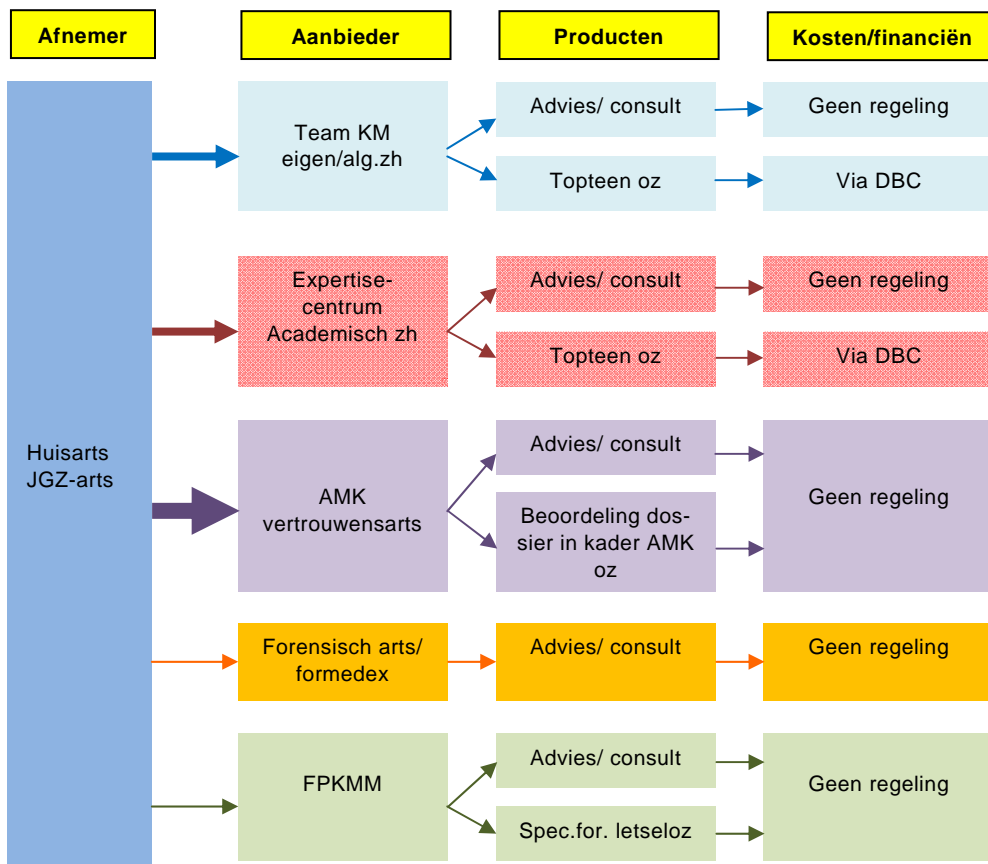 Afnemer
Aanbieder
Producten
Kosten/financiën
Huisarts
JGZ-arts
Team KM
eigen/alg.zh
Advies/ consult
Geen regeling
Topteen oz
Via DBC
Expertise-
centrum
Academisch zh
Advies/ consult
Geen regeling
Topteen oz
Via DBC
AMK
vertrouwensarts
Advies/ consult
Beoordeling dos-
sier in kader AMK
oz
Geen regeling
Forensisch arts/
formedex
Advies/ consult
Geen regeling
FPKMM
Advies/ consult
Spec.for. letseloz
Geen regeling